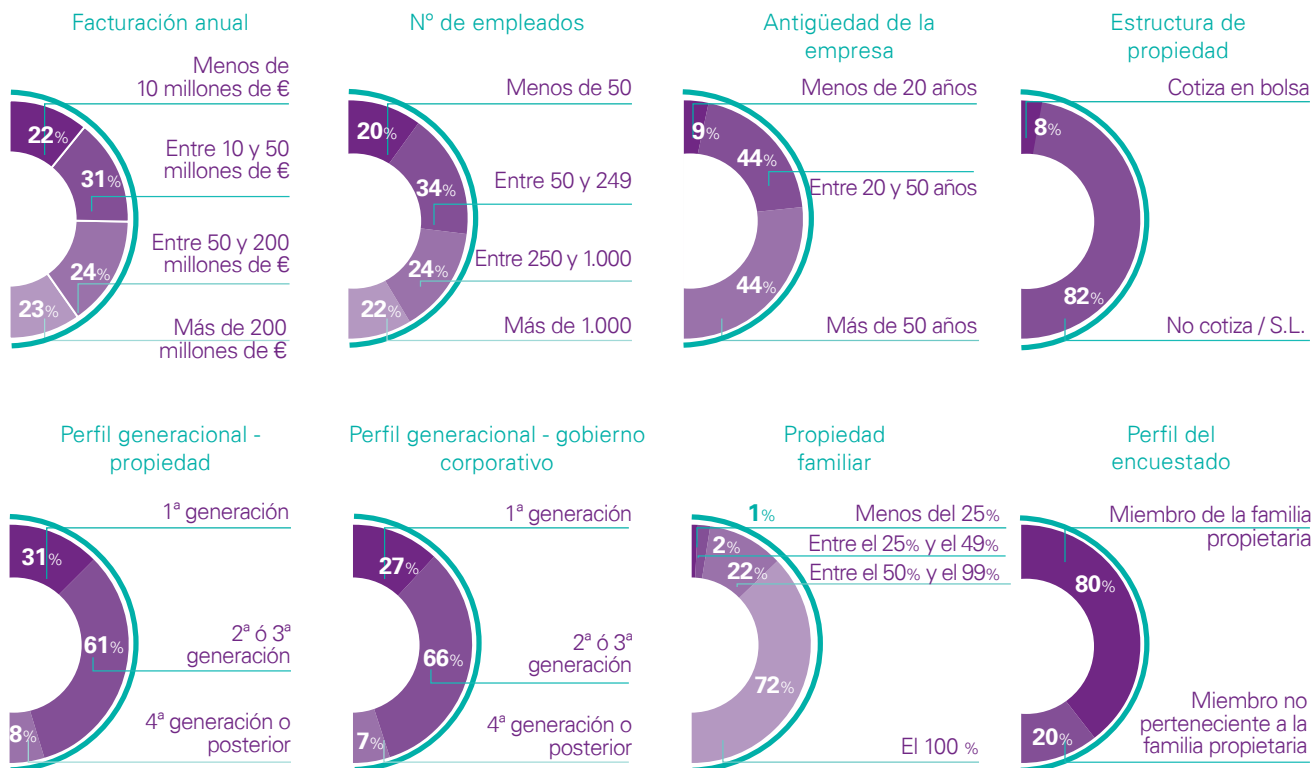 Facturación anual
Menos de
10 millones de €
22%
Entre 10 y 50
millones de €
31%
Entre 50 y 200
millones de €
24%
23%
Más de 200
millones de €
Nº de empleados
Menos de 50
20%
Entre 50 y 249
34%
Entre 250 y 1.000
24%
22%
Más de 1.000
Antigüedad de la
empresa
Menos de 20 años
9%
44%
Entre 20 y 50 años
44%
Más de 50 años
Estructura de
propiedad
Cotiza en bolsa
8%
82%
No cotiza / S.L.
Perfil generacional -
propiedad
1ª generación
31%
2ª ó 3ª
generación
61%
4ª generación o
posterior
8%
Perfil generacional - gobierno
corporativo
1ª generación
27%
2ª ó 3ª
generación
66%
4ª generación o
posterior
7%
Propiedad
familiar
1%
Menos del 25%
2%
Entre el 25% y el 49%
22%
Entre el 50% y el 99%
72%
El 100 %
Perfil del
encuestado
Miembro de la familia
propietaria
80%
Miembro no
perteneciente a la
familia propietaria
20%